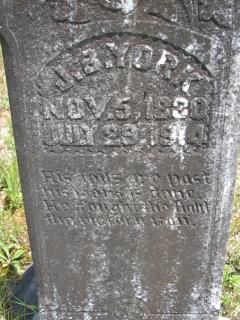 J.B. YORK
NOV. 5, 1830
JULY 29 1914
His toils are past
his work is done
He fought the fight
the victory won.